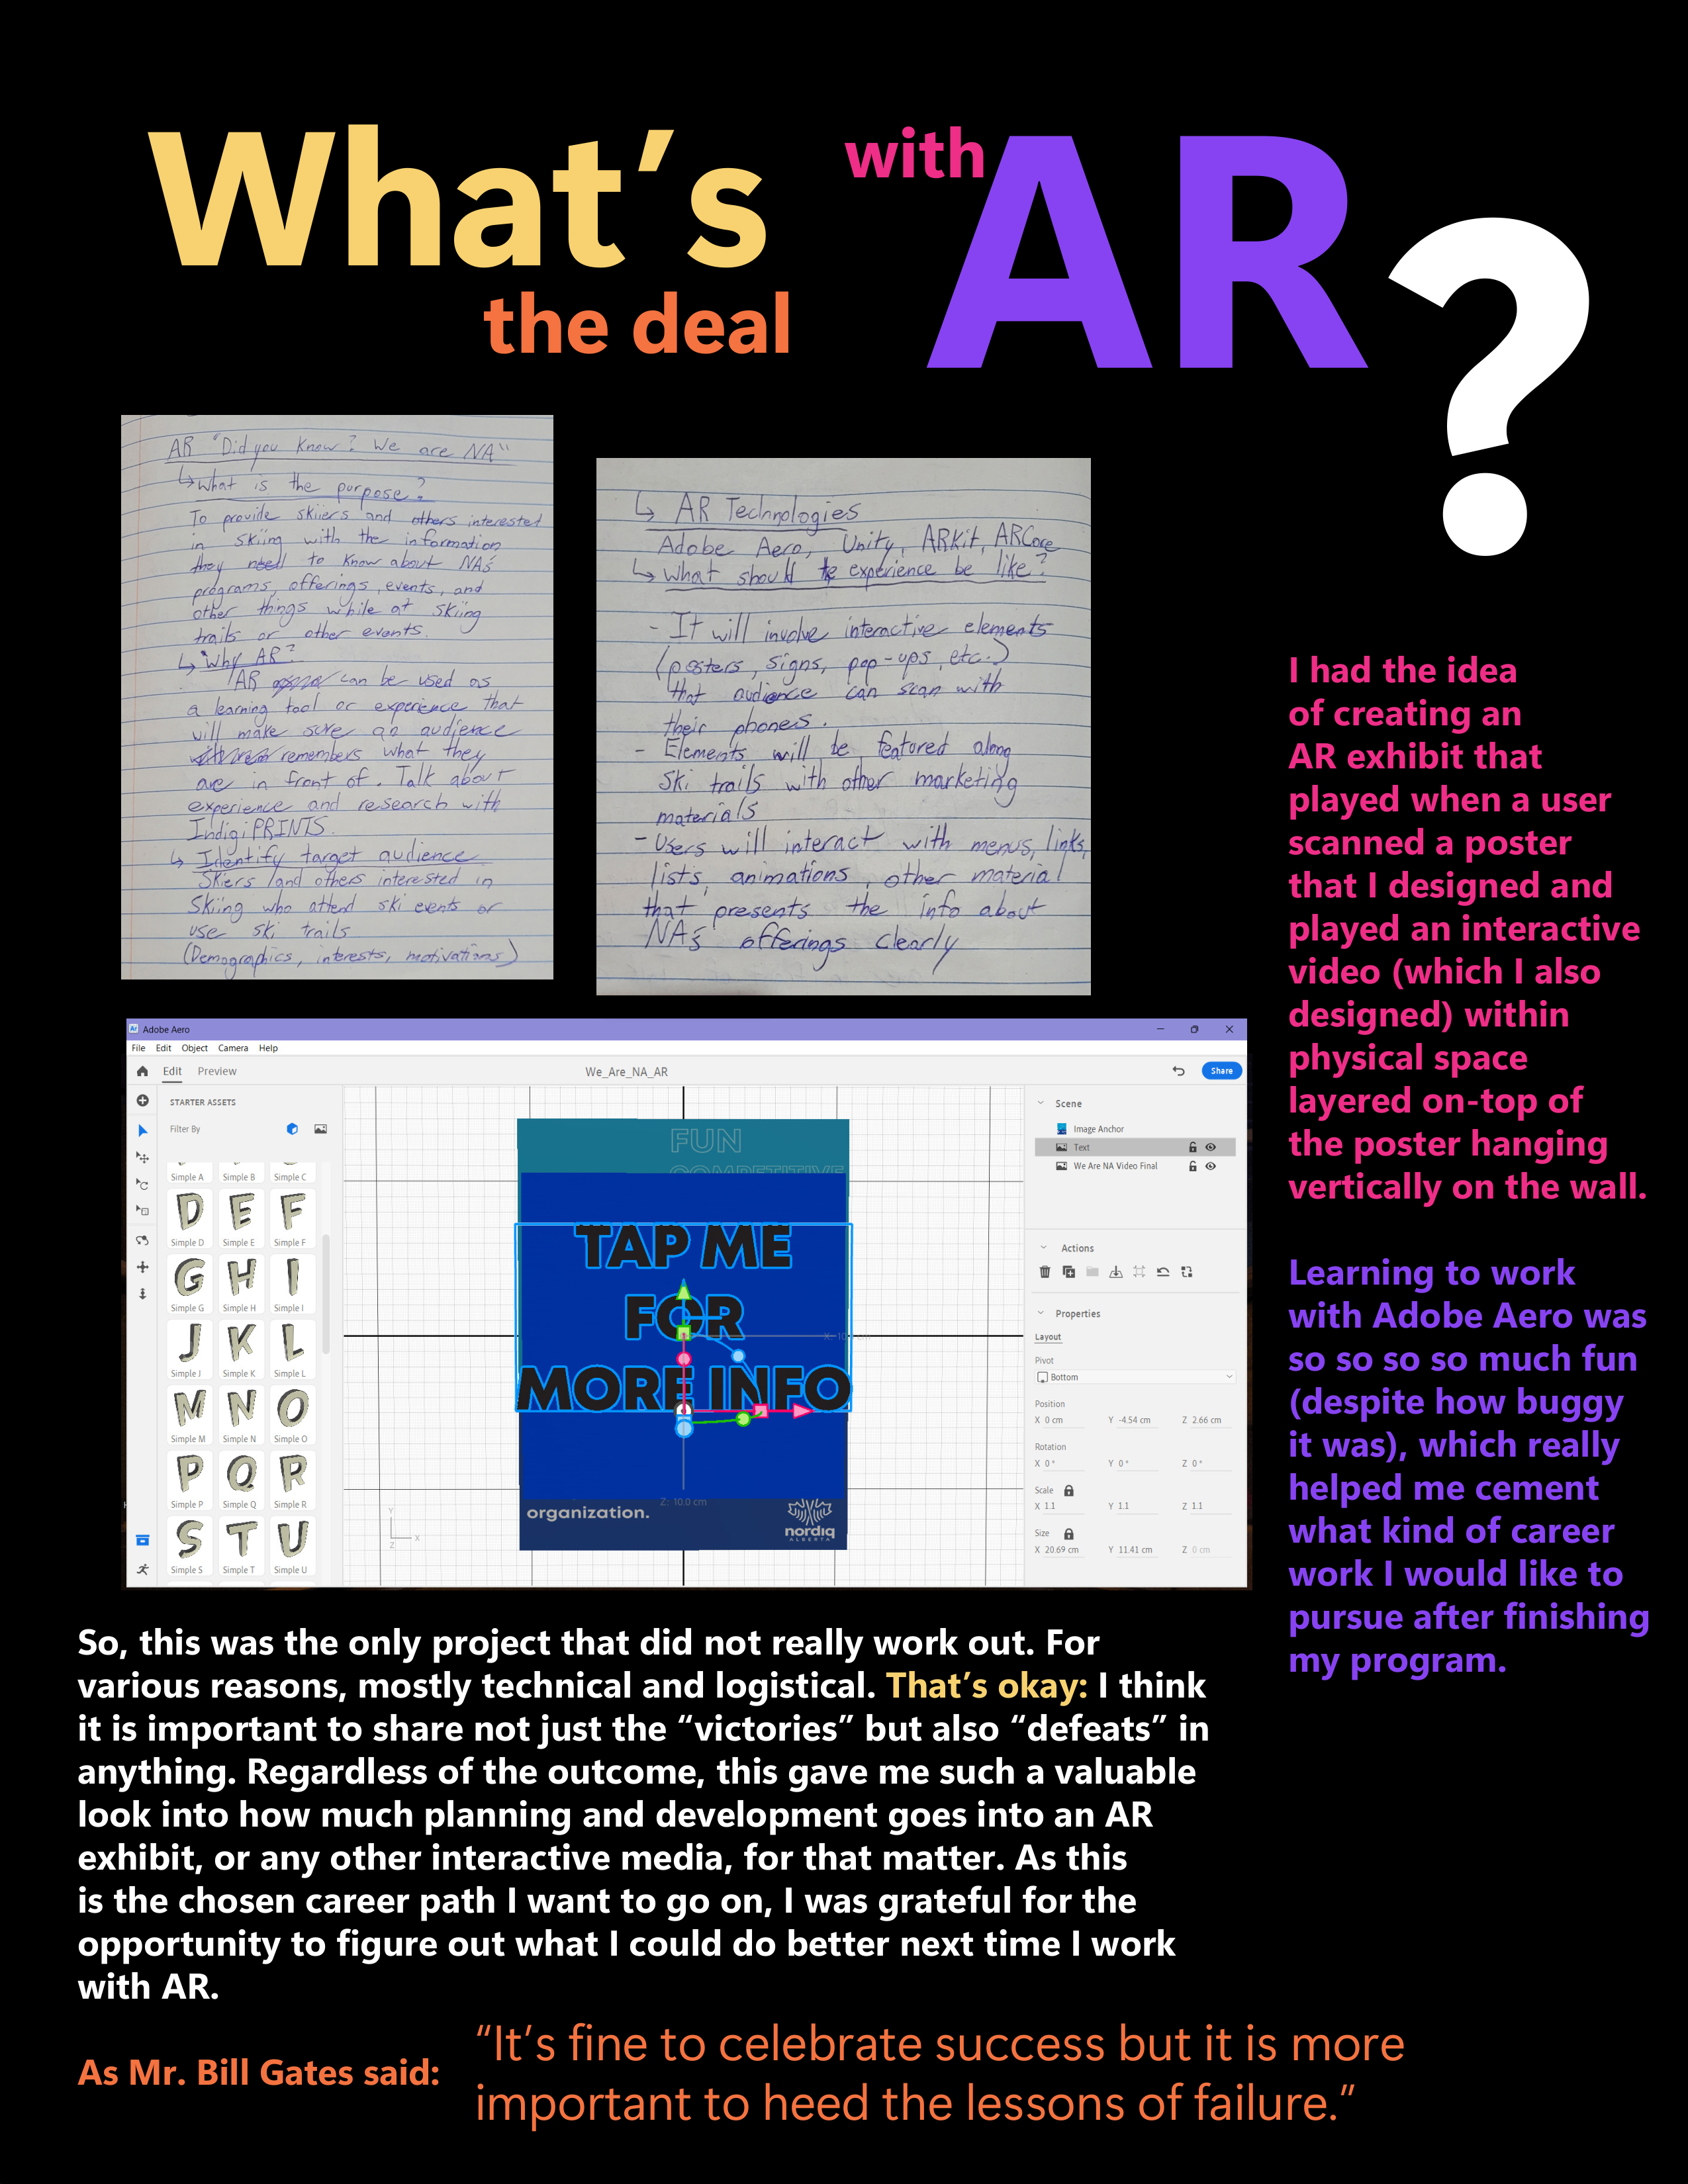 What's
the deal
with
AR?
AR "Did you know? We are NA"
↳ What is the purpose?
To provide skiiers and others interested
in skiing with the information
they need to know about NA's
programs, offerings, events, and
other things while at skiing
trails or other events.
↳ Why AR?
AR can be used as
a learning tool or experience that
will make sure an audience
remembers what they
are in front of. Talk about
experience and research with
IndigiPRINTS.
↳ Identify target audience
Skiers and others interested in
Skiing who attend ski events or
use ski trails
(Demographics, interests, motivations)
↳ AR Technologies
Adobe Aero, Unity, ARKit, ARCore
↳ What should the experience be like?
- It will involve interactive elements
(posters, signs, pop-ups, etc.)
that audience can scan with
their phones.
- Elements will be featured along
Ski trails with other marketing
materials
- Users will interact with menus, links,
lists, animations, other material
that presents the info about
NA's offerings clearly
Ar Adobe Aero
File Edit Object Camera Help
Edit Preview
We_Are_NA_AR
Share
STARTER ASSETS
Filter By
Simple A Simple B Simple C
D E F
Simple D Simple E Simple F
G H I
Simple G Simple H Simple I
J K L
Simple J Simple K Simple L
M N O
Simple M Simple N Simple O
P Q R
Simple P Simple Q Simple R
S T U
Simple S Simple T Simple U
FUN
COMPETITIVE
TAP ME
FOR
MORE INFO
Z: 10.0 cm
Y
X
Z
organization.
nordiq
ALBERTA
Scene
Image Anchor
Text
We Are NA Video Final
Actions
Properties
Layout
Pivot
Bottom
Position
X 0 cm Y -4.54 cm Z 2.66 cm
Rotation
X 0° Y 0° Z 0°
Scale
X 1.1 Y 1.1 Z 1.1
Size
X 20.69 cm Y 11.41 cm Z 0 cm
I had the idea
of creating an
AR exhibit that
played when a user
scanned a poster
that I designed and
played an interactive
video (which I also
designed) within
physical space
layered on-top of
the poster hanging
vertically on the wall.
Learning to work
with Adobe Aero was
so so so so much fun
(despite how buggy
it was), which really
helped me cement
what kind of career
work I would like to
pursue after finishing
my program.
So, this was the only project that did not really work out. For
various reasons, mostly technical and logistical. That's okay: I think
it is important to share not just the “victories” but also “defeats” in
anything. Regardless of the outcome, this gave me such a valuable
look into how much planning and development goes into an AR
exhibit, or any other interactive media, for that matter. As this
is the chosen career path I want to go on, I was grateful for the
opportunity to figure out what I could do better next time I work
with AR.
As Mr. Bill Gates said:
“It's fine to celebrate success but it is more
important to heed the lessons of failure.”